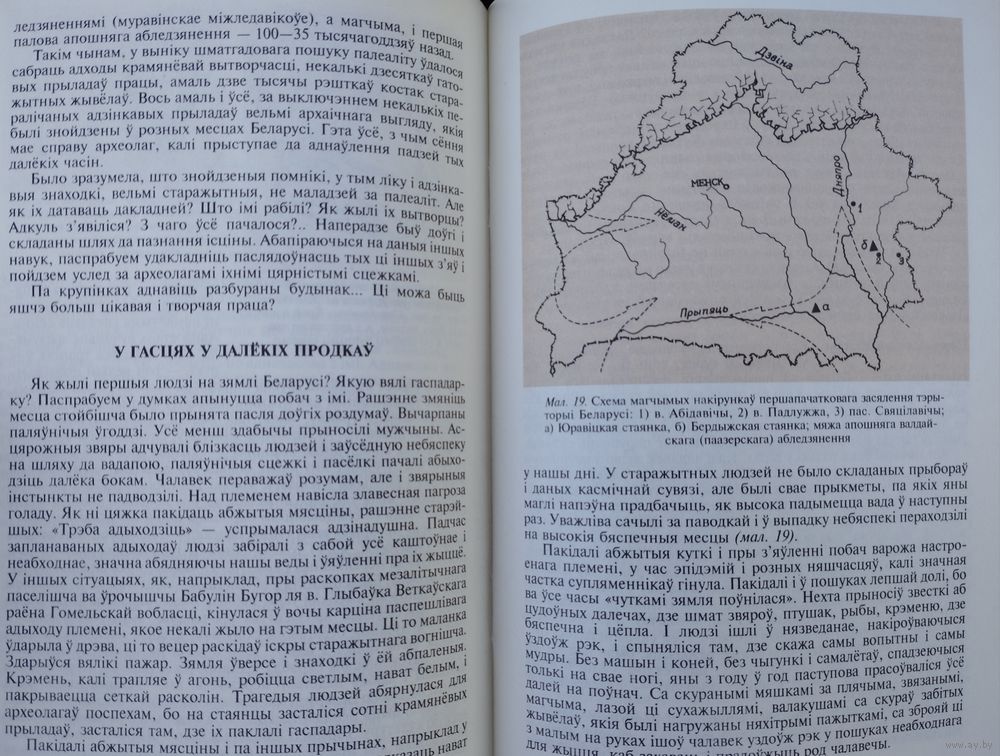 ледзяненнямі (муравінскае міжледавікоўе), а магчыма, і першая
палова апошняга абледзянення — 100—35 тысячагоддзяў назад.
Такім чынам, у выніку шматгадовага пошуку палеаліту ўдалося
сабраць адходы крамянёвай вытворчасці, некалькі дзесяткаў гато-
вых прыладаў працы, амаль дзве тысячы рэшткаў костак стара-
жытных жывёлаў. Вось амаль і ўсё, за выключэннем некалькіх пе-
ралічаных адзінкавых прыладаў вельмі архаічнага выгляду, якія
былі знойдзены ў розных месцах Беларусі. Гэта ўсё, з чым сёння
мае справу археолаг, калі прыступае да аднаўлення падзей тых
далёкіх часін.
Было зразумела, што знойдзеныя помнікі, у тым ліку і адзінка-
выя знаходкі, вельмі старажытныя, не маладзей за палеаліт. Але
як іх датаваць дакладней? Што імі рабілі? Як жылі іх вытворцы?
Адкуль з'явіліся? З чаго ўсё пачалося?.. Наперадзе быў доўгі і
складаны шлях да пазнання ісціны. Абапіраючыся на даныя іншых
навук, паспрабуем удакладніць паслядоўнасць тых ці іншых з'яў і
пойдзем услед за археолагамі іхнімі цярністымі сцежкамі.
Па крупінках аднавіць разбураны будынак... Ці можа быць
яшчэ больш цікавая і творчая праца?
У ГАСЦЯХ У ДАЛЁКІХ ПРОДКАЎ
Як жылі першыя людзі на зямлі Беларусі? Якую вялі гаспадар-
ку? Паспрабуем у думках апынуцца побач з імі. Рашэнне змяніць
месца стойбішча было прынята пасля доўгіх роздумаў. Вычарпаны
паляўнічыя ўгоддзі. Усё менш здабычы прыносілі мужчыны. Ас-
цярожныя звяры адчувалі блізкасць людзей і заўсёдную небяспеку
на шляху да вадапою, паляўнічыя сцежкі і пасёлкі пачалі абыхо-
дзіць далёка бокам. Чалавек пераважаў розумам, але і звярыныя
інстынкты не падводзілі. Над племенем навісла злавесная пагроза
голаду. Як ні цяжка пакідаць абжытыя мясціны, рашэнне старэй-
шых: «Трэба адыходзіць» — успрымалася адзінадушна. Падчас
запланаваных адыходаў людзі забіралі з сабой усё каштоўнае і
неабходнае, значна абядняючы нашы веды і ўяўленні пра іх жыццё.
У іншых сітуацыях, як, напрыклад, пры раскопках мезалітычнага
паселішча ва ўрочышчы Бабулін Бугор ля в. Глыбаўка Веткаўскага
раёна Гомельскай вобласці, кінулася ў вочы карціна паспешлівага
адыходу племені, якое некалі жыло на гэтым месцы. Ці то маланка
ўдарыла ў дрэва, ці то вецер раскідаў іскры старажытнага вогнішча.
Здарыўся вялікі пажар. Зямля ўверсе і знаходкі ў ёй абпаленыя.
Крэмень, калі трапляе ў агонь, робіцца светлым, нават белым, і
пакрываецца сеткай расколін. Трагедыя людзей абярнулася для
археолагаў поспехам, бо на стаянцы засталіся сотні крамянёвых
прыладаў, засталіся там, дзе іх паклалі гаспадары.
Пакідалі абжытыя мясціны і па іншых прычынах, напрыклад у
Дзвіна
МЕНСК
Нёман
Дняпро
Прыпяць
1
б
2
3
а
Мал. 19. Схема магчымых накірункаў першапачатковага засялення тэры-
торыі Беларусі: 1) в. Абідавічы, 2) в. Падлужжа, 3) пас. Свяцілавічы;
а) Юравіцкая стаянка, б) Бердыжская стаянка; мяжа апошняга валдай-
скага (паазерскага) абледзянення
у нашы дні. У старажытных людзей не было складаных прыбораў
і даных касмічнай сувязі, але былі свае прыкметы, па якіх яны
маглі напэўна прадбачыць, як высока падымецца вада ў наступны
раз. Уважліва сачылі за паводкай і ў выпадку небяспекі пераходзілі
на высокія бяспечныя месцы (мал. 19).
Пакідалі абжытыя куткі і пры з'яўленні побач варожа настро-
енага племені, у час эпідэмій і розных няшчасцяў, калі значная
частка супляменнікаў гінула. Пакідалі і ў пошуках лепшай долі, бо
ва ўсе часы «чуткамі зямля поўнілася». Нехта прыносіў звесткі аб
цудоўных далечах, дзе шмат звяроў, птушак, рыбы, крэменю, дзе
бяспечна і цёпла. І людзі ішлі ў нязведанае, накіроўваючыся
ўздоўж рэк, і спыняліся там, дзе скажа самы вопытны і самы
мудры. Без машын і коней, без чыгункі і самалётаў, спадзеючыся
толькі на свае ногі, яны з году ў год паступова прасоўваліся ўсё
далей на поўнач. Са скуранымі мяшкамі за плячыма, звязанымі,
магчыма, лазой ці сухажыллямі, валакушамі са скураў забітых
жывёлаў, якія былі нагружаны няхітрымі пажыткамі, са зброяй ці
з малым на руках ішоў чалавек уздоўж рэк у пошуках неабходнага
для жыцця, каб